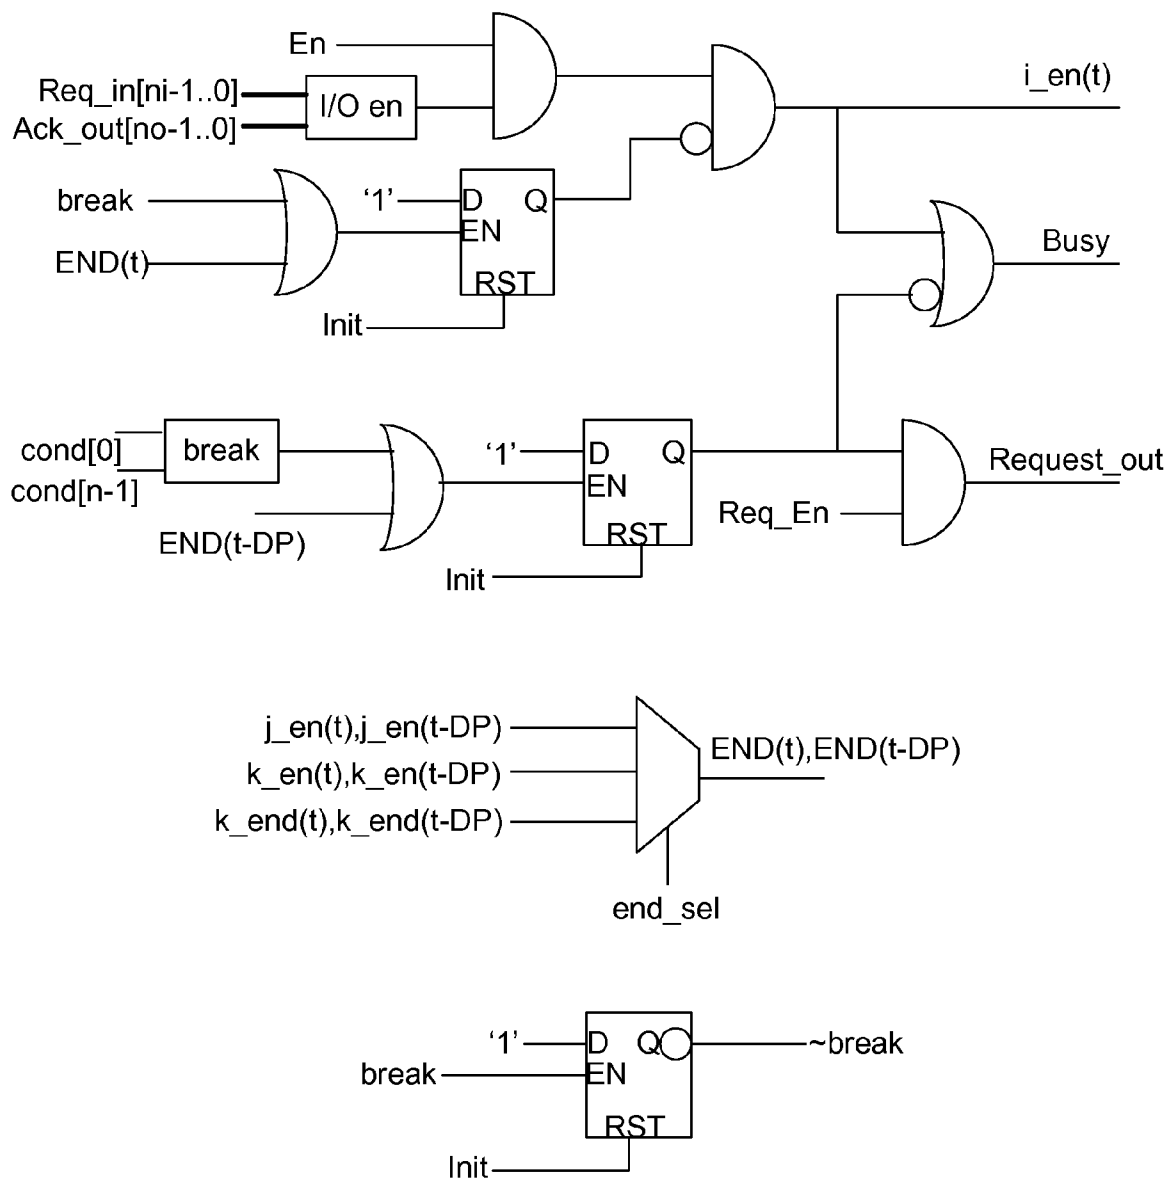 En
i_en(t)
Req_in[ni-1..0]
I/O en
Ack_out[no-1..0]
break
'1'
D
Q
EN
END(t)
RST
Init
Busy
cond[0]
cond[n-1]
break
END(t-DP)
'1'
D
Q
EN
RST
Init
Req_En
Request_out
j_en(t),j_en(t-DP)
k_en(t),k_en(t-DP)
k_end(t),k_end(t-DP)
END(t),END(t-DP)
end_sel
'1'
D
Q
~break
break
EN
RST
Init